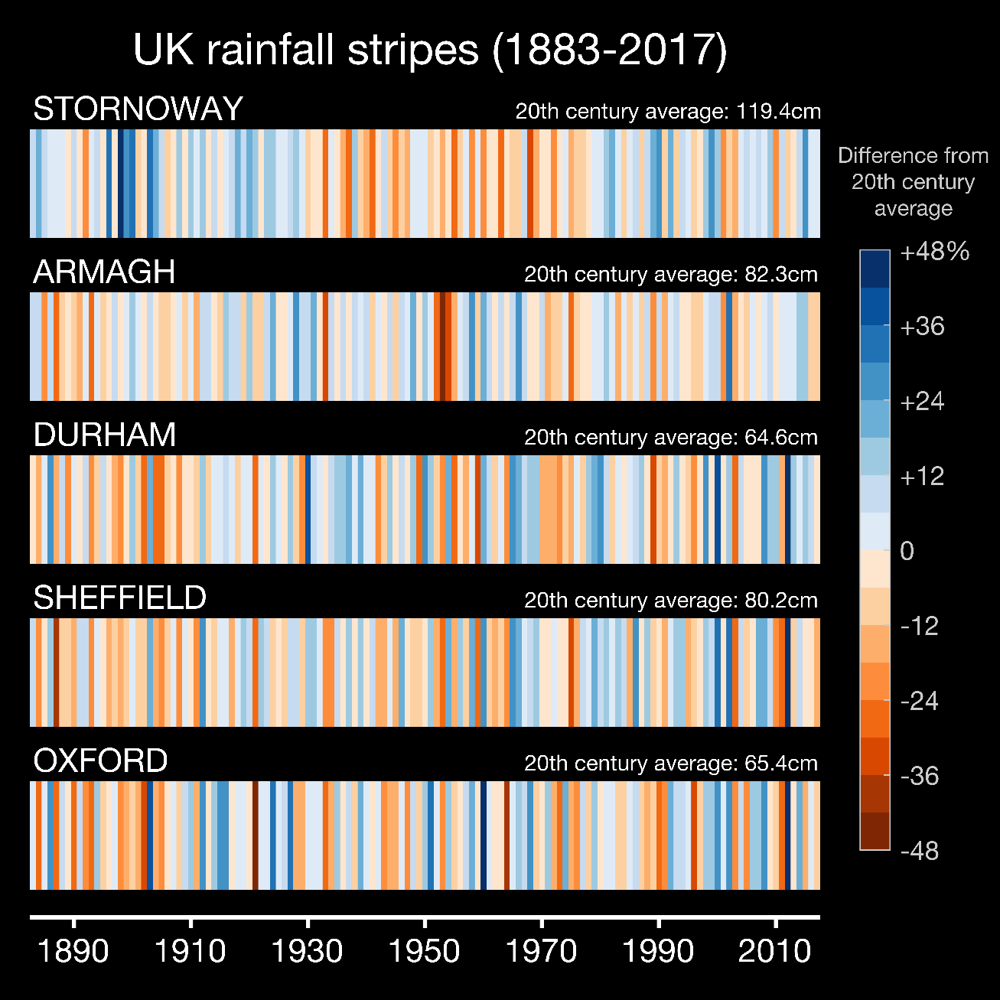 UK rainfall stripes (1883-2017)
STORNOWAY
20th century average: 119.4cm
Difference from
20th century
average
+48%
+36
+24
+12
0
-12
-24
-36
-48
ARMAGH
20th century average: 82.3cm
DURHAM
20th century average: 64.6cm
SHEFFIELD
20th century average: 80.2cm
OXFORD
20th century average: 65.4cm
1890 1910 1930 1950 1970 1990 2010